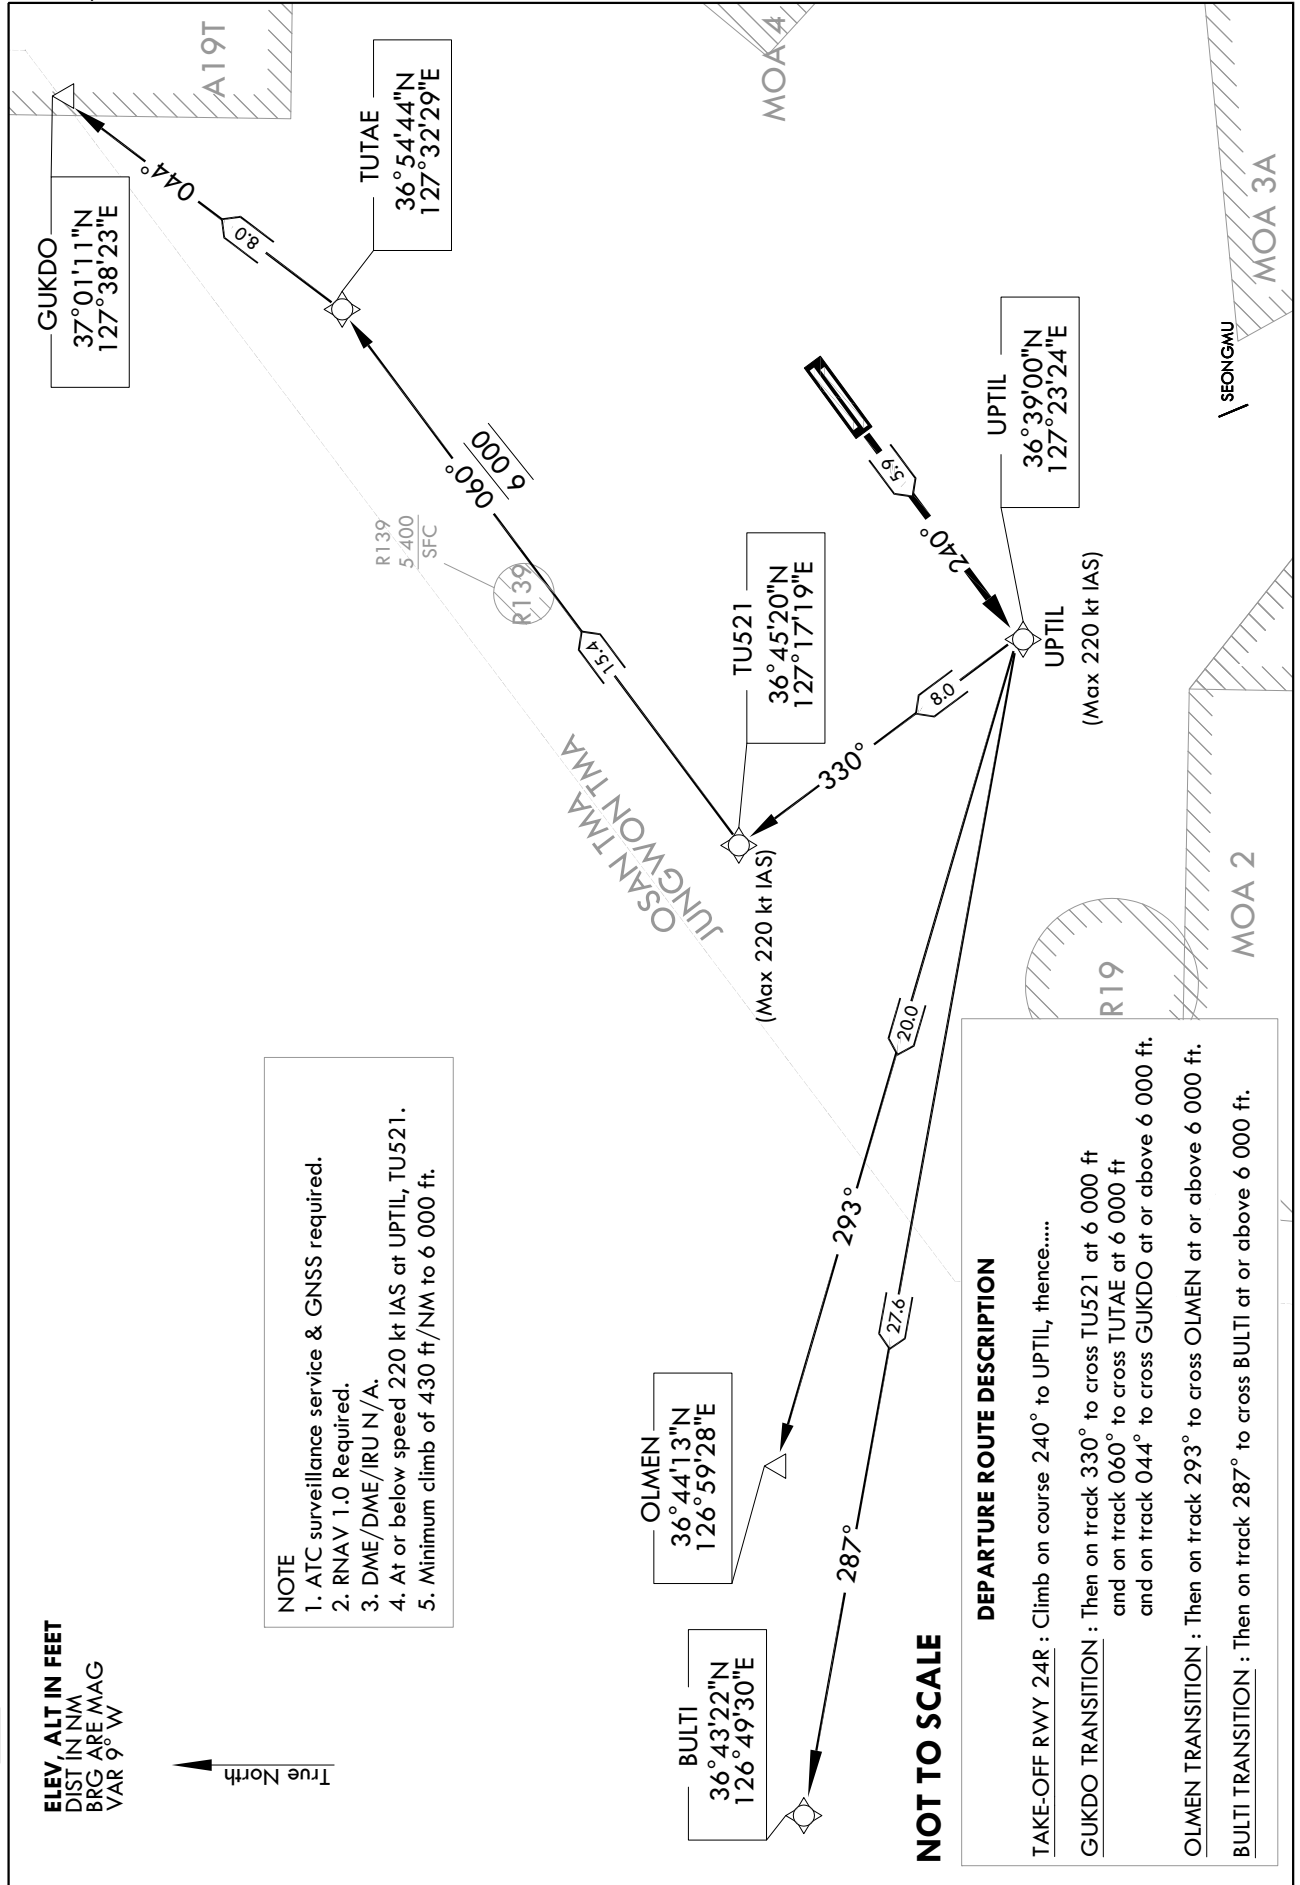 ELEV, ALT IN FEET
DIST IN NM
BRG ARE MAG
VAR 9° W
True North
NOTE
1. ATC surveillance service & GNSS required.
2. RNAV 1.0 Required.
3. DME/DME/IRU N/A.
4. At or below speed 220 kt IAS at UPTIL, TU521.
5. Minimum climb of 430 ft/NM to 6 000 ft.
GUKDO
37°01'11"N
127°38'23"E
A19T
044°
8.0
TUTAE
36°54'44"N
127°32'29"E
060°
6 000
R139
5 400
SFC
R139
15.4
OSAN TMA
JUNGWON TMA
TU521
36°45'20"N
127°17'19"E
(Max 220 kt IAS)
330°
8.0
MOA 4
5.9
240°
UPTIL
36°39'00"N
127°23'24"E
UPTIL
(Max 220 kt IAS)
SEONGMU
MOA 3A
MOA 2
R19
20.0
293°
27.6
287°
OLMEN
36°44'13"N
126°59'28"E
BULTI
36°43'22"N
126°49'30"E
NOT TO SCALE
DEPARTURE ROUTE DESCRIPTION
TAKE-OFF RWY 24R : Climb on course 240° to UPTIL, thence.....
GUKDO TRANSITION : Then on track 330° to cross TU521 at 6 000 ft
and on track 060° to cross TUTAE at 6 000 ft
and on track 044° to cross GUKDO at or above 6 000 ft.
OLMEN TRANSITION : Then on track 293° to cross OLMEN at or above 6 000 ft.
BULTI TRANSITION : Then on track 287° to cross BULTI at or above 6 000 ft.